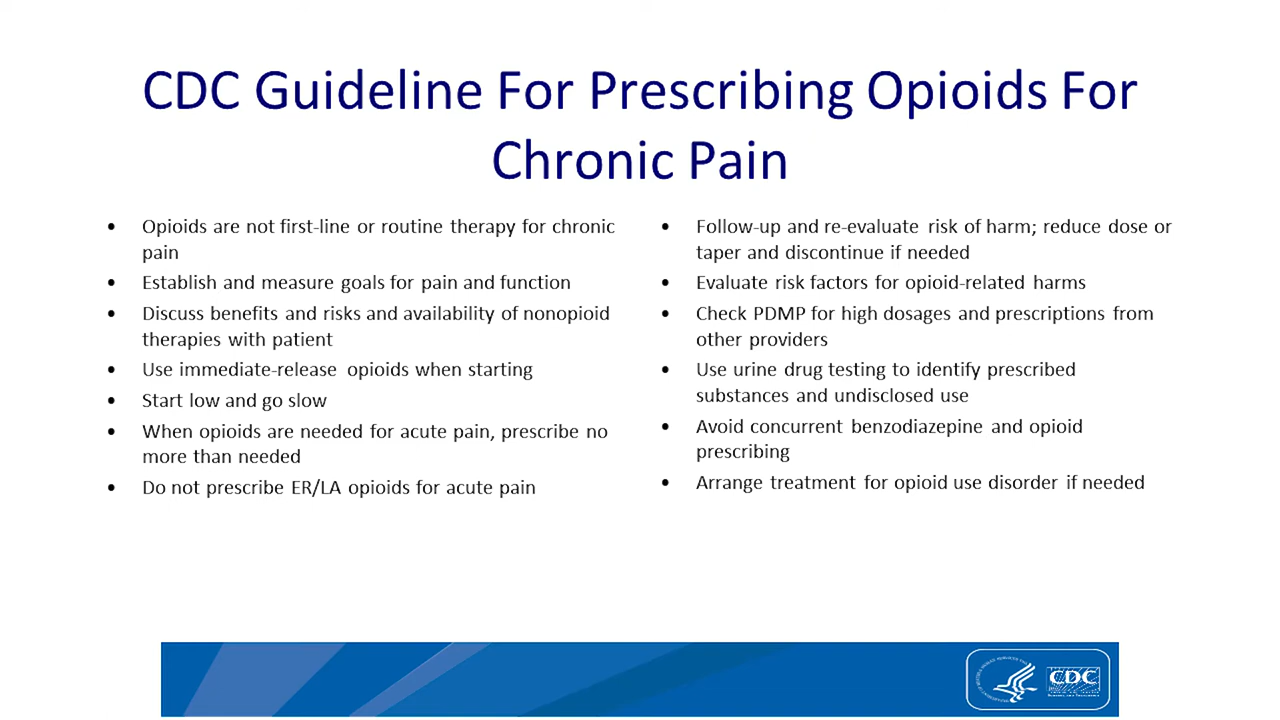 CDC Guideline For Prescribing Opioids For
Chronic Pain
• Opioids are not first-line or routine therapy for chronic
pain
• Establish and measure goals for pain and function
• Discuss benefits and risks and availability of nonopioid
therapies with patient
• Use immediate-release opioids when starting
• Start low and go slow
• When opioids are needed for acute pain, prescribe no
more than needed
• Do not prescribe ER/LA opioids for acute pain
• Follow-up and re-evaluate risk of harm; reduce dose or
taper and discontinue if needed
• Evaluate risk factors for opioid-related harms
• Check PDMP for high dosages and prescriptions from
other providers
• Use urine drug testing to identify prescribed
substances and undisclosed use
• Avoid concurrent benzodiazepine and opioid
prescribing
• Arrange treatment for opioid use disorder if needed
CDC